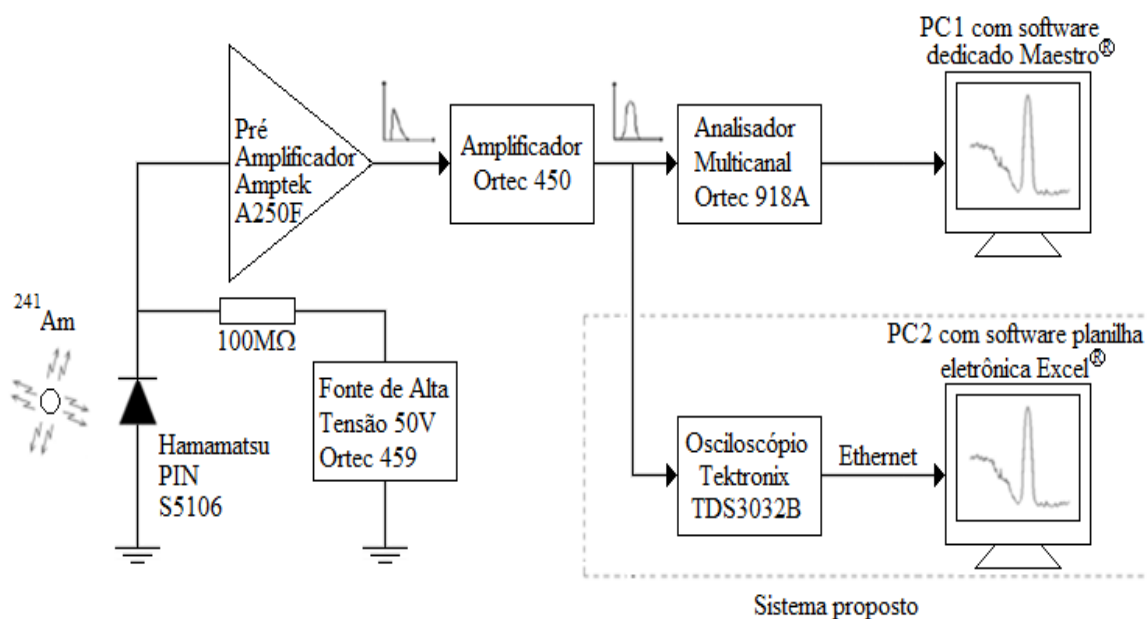 PC1 com software
dedicado Maestro®
Pré
Amplificador
Amptek
A250F
Amplificador
Ortec 450
Analisador
Multicanal
Ortec 918A
241Am
100MΩ
Fonte de Alta
Tensão 50V
Ortec 459
Hamamatsu
PIN
S5106
PC2 com software planilha
eletrônica Excel®
Osciloscópio
Tektronix
TDS3032B
Ethernet
Sistema proposto